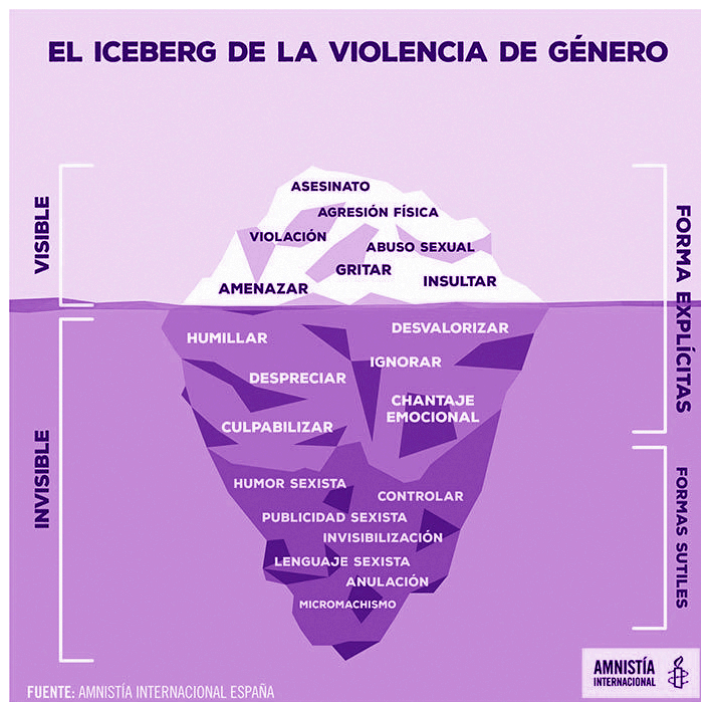 EL ICEBERG DE LA VIOLENCIA DE GÉNERO
VISIBLE
FORMA EXPLÍCITAS
ASESINATO
AGRESIÓN FÍSICA
VIOLACIÓN
ABUSO SEXUAL
GRITAR
INSULTAR
AMENAZAR
INVISIBLE
HUMILLAR
DESVALORIZAR
IGNORAR
DESPRECIAR
CHANTAJE
EMOCIONAL
CULPABILIZAR
FORMAS SUTILES
HUMOR SEXISTA
CONTROLAR
PUBLICIDAD SEXISTA
INVISIBILIZACIÓN
LENGUAJE SEXISTA
ANULACIÓN
MICROMACHISMO
AMNISTÍA
INTERNACIONAL
FUENTE: AMNISTÍA INTERNACIONAL ESPAÑA